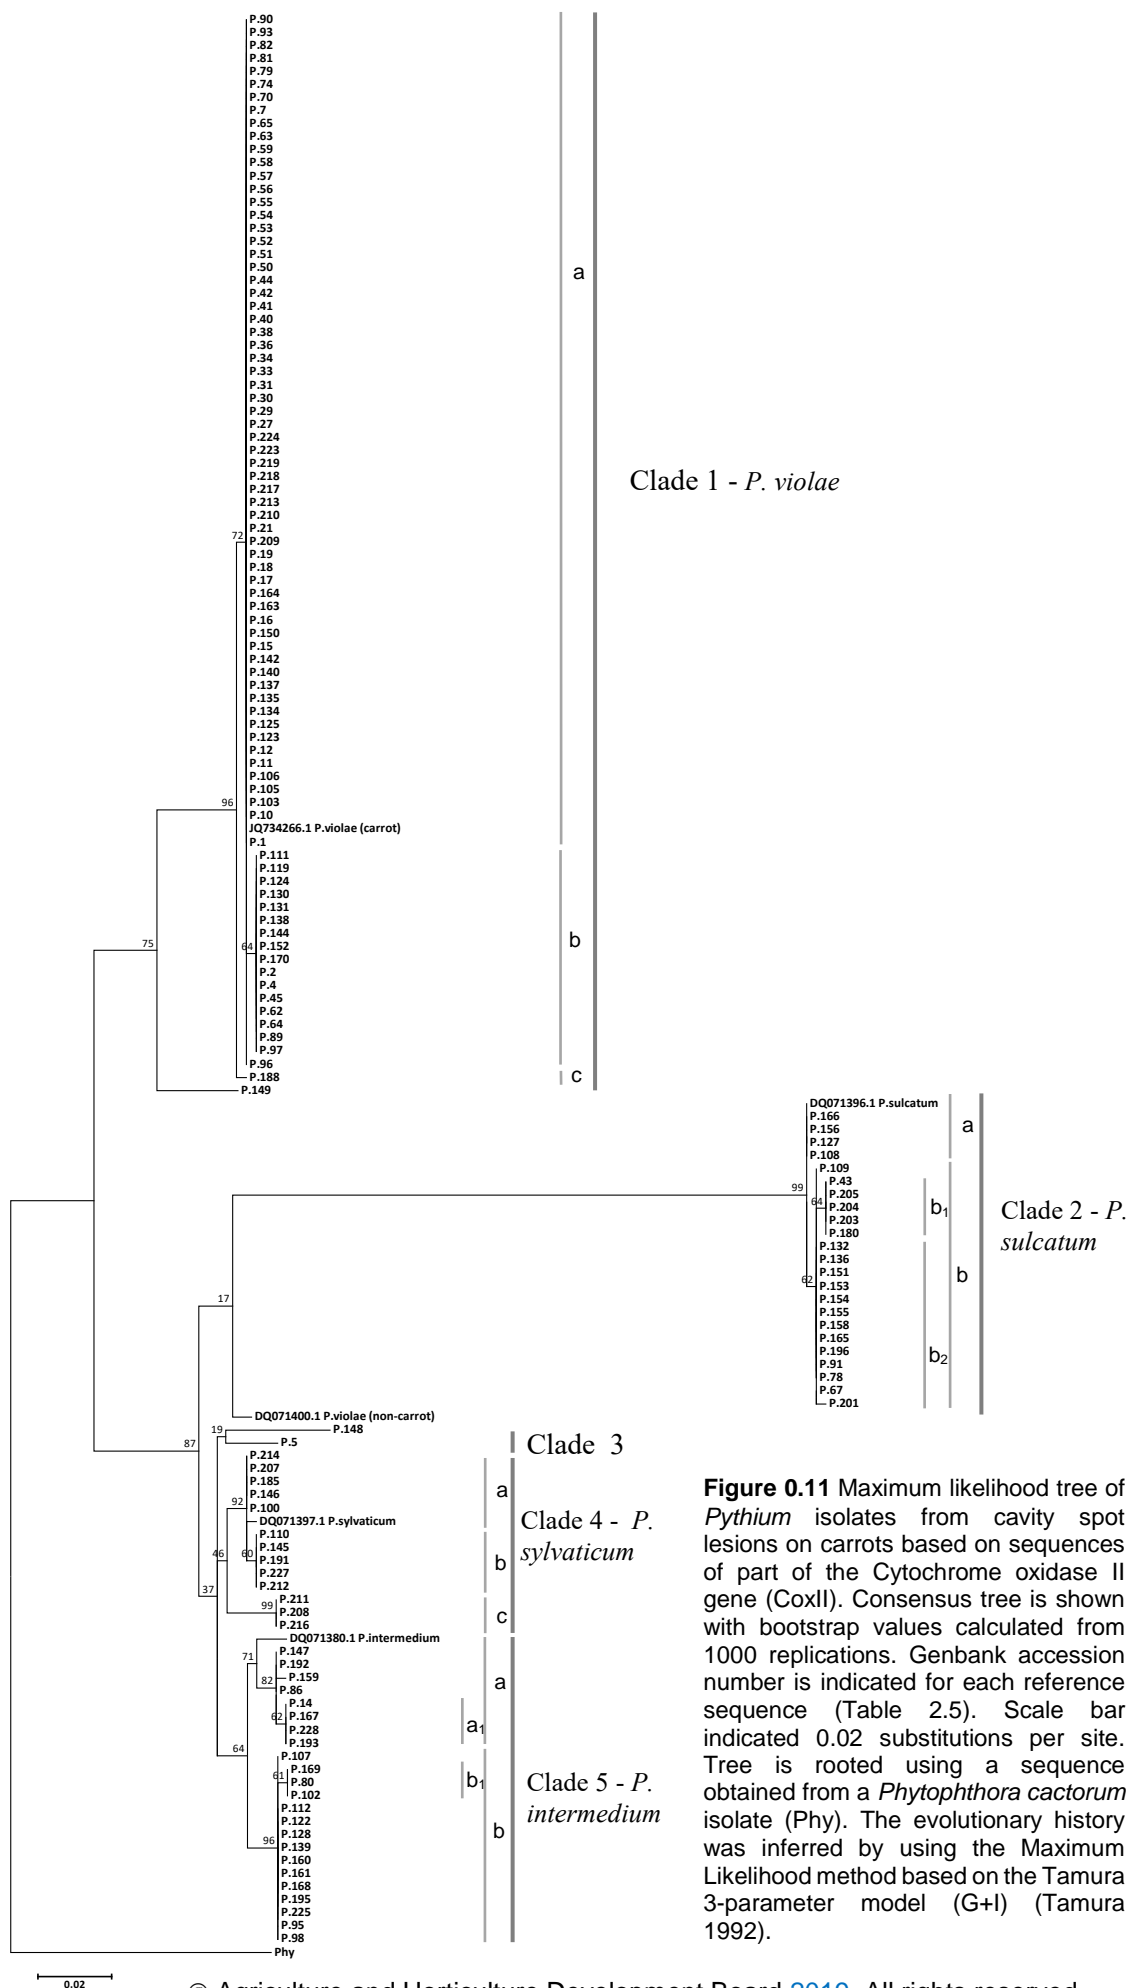 P.90
P.93
P.82
P.81
P.79
P.74
P.70
P.7
P.65
P.63
P.59
P.58
P.57
P.56
P.55
P.54
P.53
P.52
P.51
P.50
P.44
P.42
P.41
P.40
P.38
P.36
P.34
P.33
P.31
P.30
P.29
P.27
P.224
P.223
P.219
P.218
P.217
P.213
P.210
P.21
P.209
P.19
P.18
P.17
P.164
P.163
P.16
P.150
P.15
P.142
P.140
P.137
P.135
P.134
P.125
P.123
P.12
P.11
P.106
P.105
P.103
P.10
JQ734266.1 P.violae (carrot)
P.1
P.111
P.119
P.124
P.130
P.131
P.138
P.144
P.152
P.170
P.2
P.4
P.45
P.62
P.64
P.89
P.97
P.96
P.188
P.149
72
96
64
75
a
b
c
Clade 1 - P. violae
DQ071396.1 P.sulcatum
P.166
P.156
P.127
P.108
P.109
P.43
P.205
P.204
P.203
P.180
P.132
P.136
P.151
P.153
P.154
P.155
P.158
P.165
P.196
P.91
P.78
P.67
P.201
99
64
62
a
b1
b
b2
Clade 2 - P.
sulcatum
17
DQ071400.1 P.violae (non-carrot)
87
19
P.148
P.5
Clade 3
P.214
P.207
P.185
P.146
P.100
DQ071397.1 P.sylvaticum
P.110
P.145
P.191
P.227
P.212
P.211
P.208
P.216
92
60
46
37
99
a
b
c
Clade 4 - P.
sylvaticum
DQ071380.1 P.intermedium
P.147
P.192
P.159
P.86
P.14
P.167
P.228
P.193
P.107
P.169
P.80
P.102
P.112
P.122
P.128
P.139
P.160
P.161
P.168
P.195
P.225
P.95
P.98
71
82
62
64
61
96
a
a1
b1
b
Clade 5 - P.
intermedium
Phy
0.02
Figure 0.11 Maximum likelihood tree of
Pythium isolates from cavity spot
lesions on carrots based on sequences
of part of the Cytochrome oxidase II
gene (CoxII). Consensus tree is shown
with bootstrap values calculated from
1000 replications. Genbank accession
number is indicated for each reference
sequence (Table 2.5). Scale bar
indicated 0.02 substitutions per site.
Tree is rooted using a sequence
obtained from a Phytophthora cactorum
isolate (Phy). The evolutionary history
was inferred by using the Maximum
Likelihood method based on the Tamura
3-parameter model (G+I) (Tamura
1992).
© Agriculture and Horticulture Development Board 2019. All rights reserved